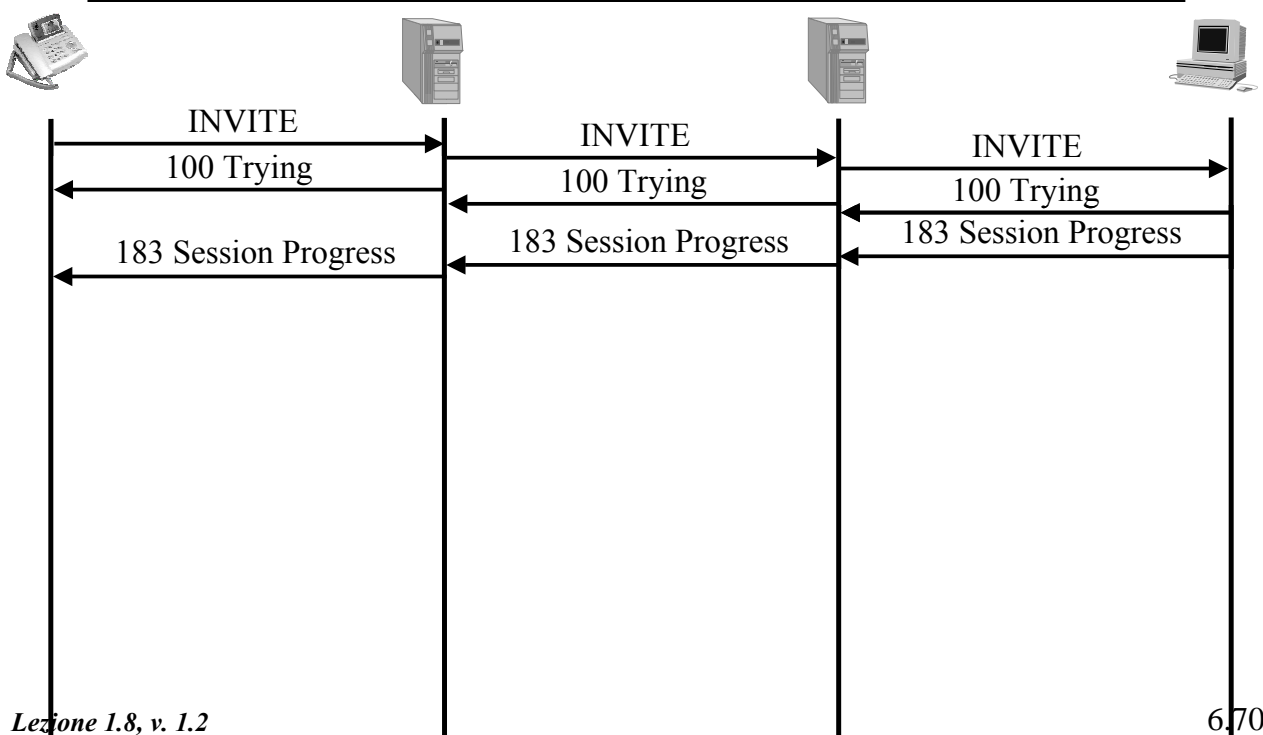 INVITE
INVITE
INVITE
100 Trying
100 Trying
100 Trying
183 Session Progress
183 Session Progress
183 Session Progress
Lezione 1.8, v. 1.2
6.70